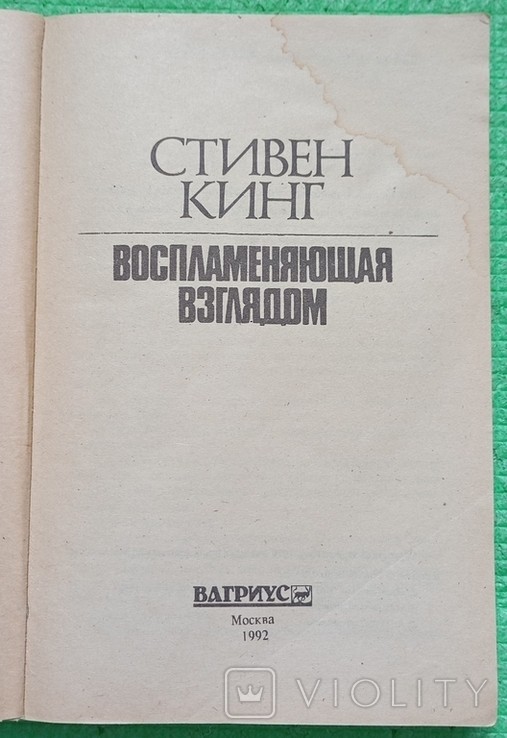 СТИВЕН
КИНГ
ВОСПЛАМЕНЯЮЩАЯ
ВЗГЛЯДОМ
ВАГРИУС
Москва
1992
VIOLITY